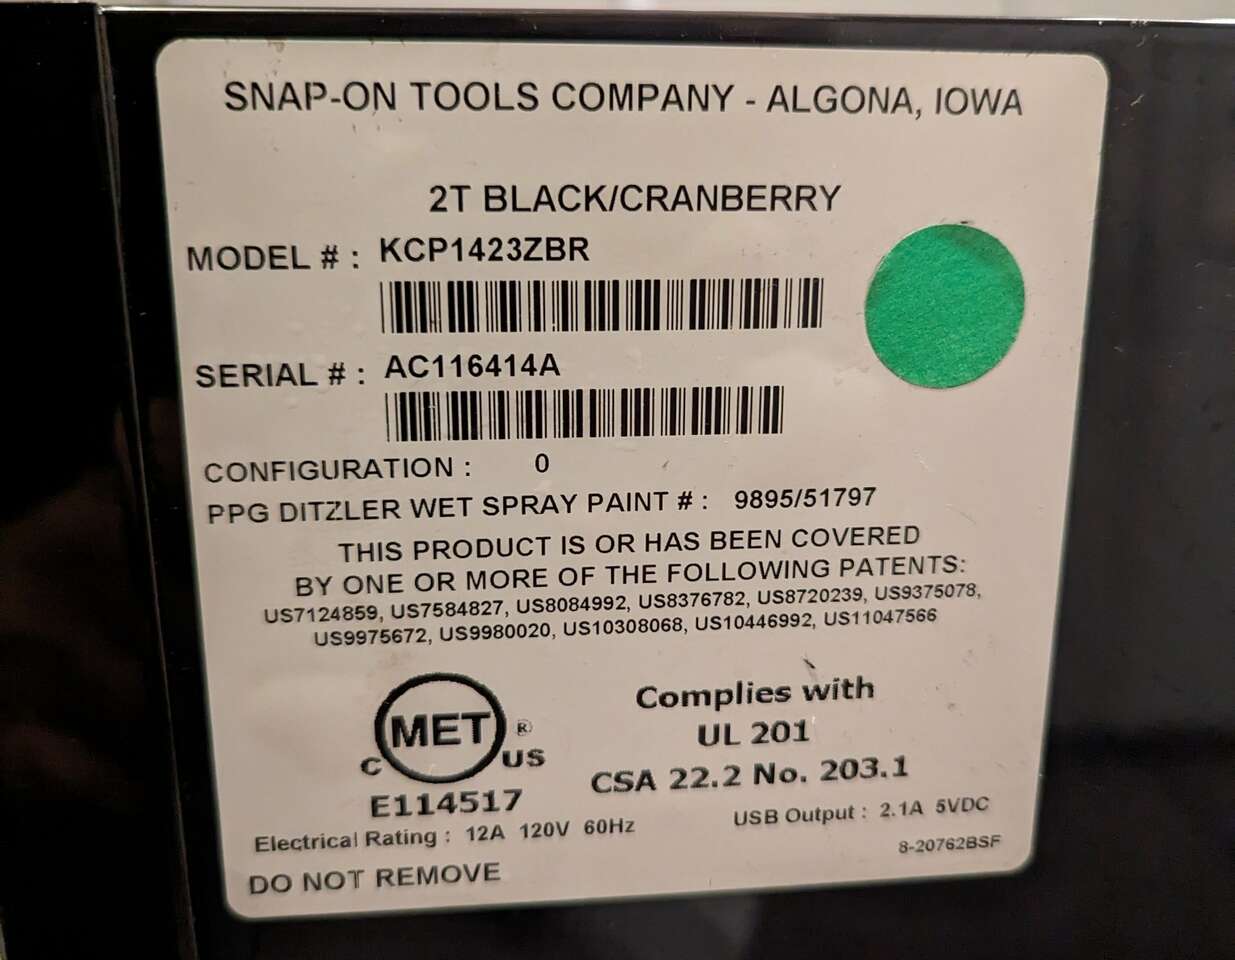 SNAP-ON TOOLS COMPANY - ALGONA, IOWA
2T BLACK/CRANBERRY
MODEL # : KCP1423ZBR
SERIAL # : AC116414A
CONFIGURATION : 0
PPG DITZLER WET SPRAY PAINT # : 9895/51797
THIS PRODUCT IS OR HAS BEEN COVERED
BY ONE OR MORE OF THE FOLLOWING PATENTS:
US7124859, US7584827, US8084992, US8376782, US8720239, US9375078,
US9975672, US9980020, US10308068, US10446992, US11047566
MET ®
C US
E114517
Complies with
UL 201
CSA 22.2 No. 203.1
Electrical Rating : 12A 120V 60Hz
USB Output : 2.1A 5VDC
8-20762BSF
DO NOT REMOVE